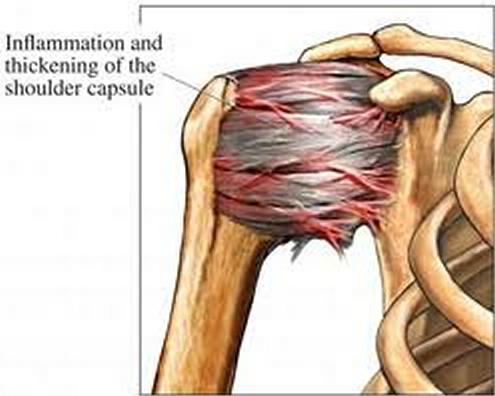 Inflammation and
thickening of the
shoulder capsule